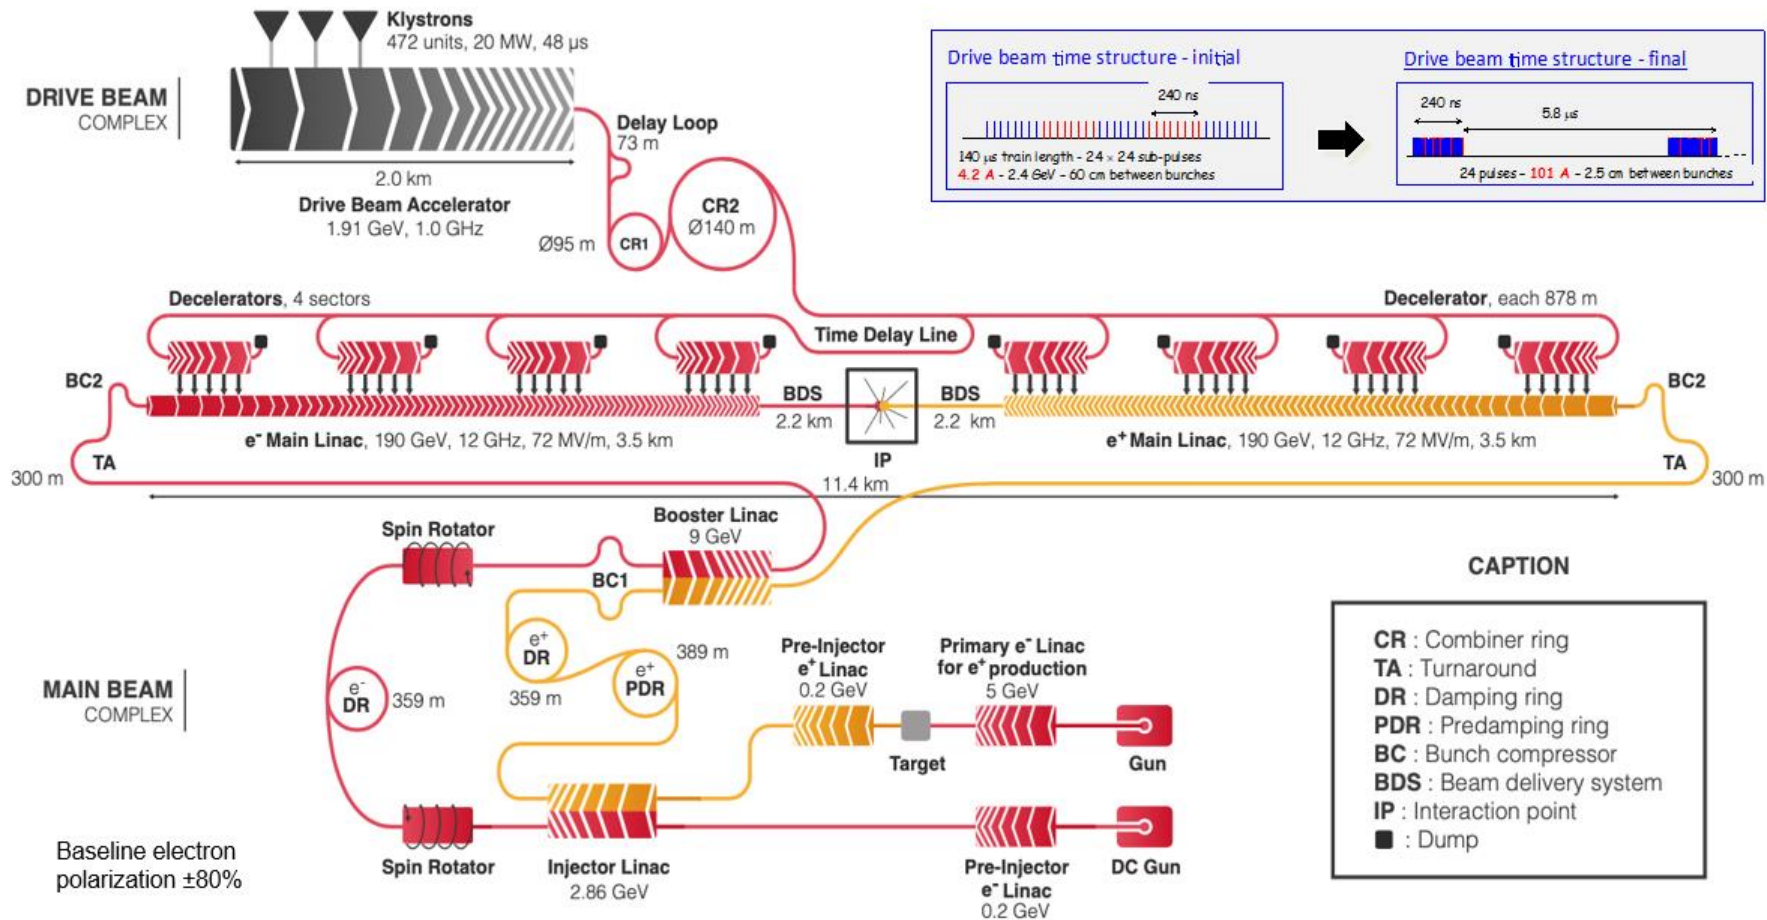 Klystrons
472 units, 20 MW, 48 µs
DRIVE BEAM
COMPLEX
2.0 km
Drive Beam Accelerator
1.91 GeV, 1.0 GHz
Delay Loop
73 m
CR2
Ø140 m
Ø95 m
CR1
Drive beam time structure - initial
240 ns
140 µs train length - 24 × 24 sub-pulses
4.2 A - 2.4 GeV - 60 cm between bunches
Drive beam time structure - final
240 ns
5.8 µs
24 pulses - 101 A - 2.5 cm between bunches
Decelerators, 4 sectors
Decelerator, each 878 m
Time Delay Line
BC2
BDS
2.2 km
BDS
2.2 km
BC2
e⁻ Main Linac, 190 GeV, 12 GHz, 72 MV/m, 3.5 km
IP
e⁺ Main Linac, 190 GeV, 12 GHz, 72 MV/m, 3.5 km
TA
300 m
TA
300 m
11.4 km
Spin Rotator
Booster Linac
9 GeV
BC1
e⁺
DR
359 m
e⁺
PDR
389 m
e⁻
DR
359 m
MAIN BEAM
COMPLEX
Pre-Injector
e⁺ Linac
0.2 GeV
Primary e⁻ Linac
for e⁺ production
5 GeV
Target
Gun
Spin Rotator
Injector Linac
2.86 GeV
Pre-Injector
e⁻ Linac
0.2 GeV
DC Gun
Baseline electron
polarization ±80%
CAPTION
CR : Combiner ring
TA : Turnaround
DR : Damping ring
PDR : Predamping ring
BC : Bunch compressor
BDS : Beam delivery system
IP : Interaction point
: Dump